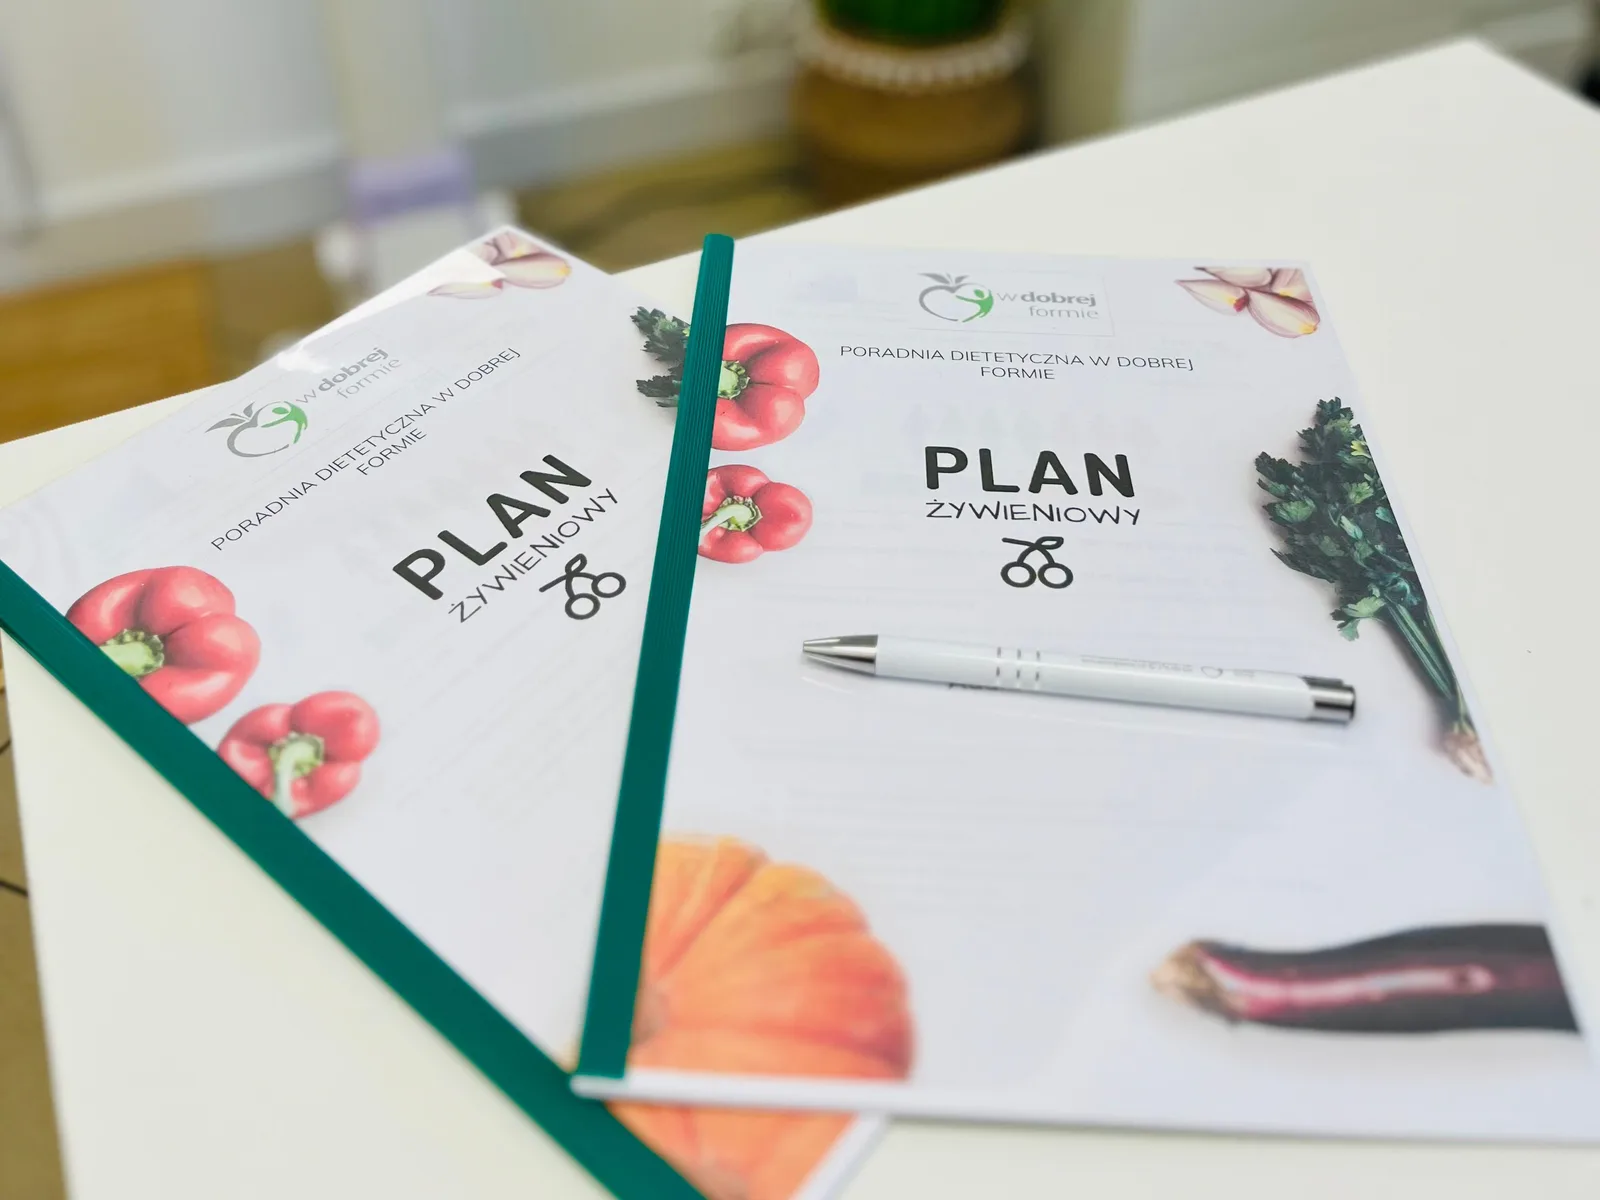 w dobrej
formie
PORADNIA DIETETYCZNA W DOBREJ
FORMIE
PLAN
ŻYWIENIOWY
w dobrej
formie
PORADNIA DIETETYCZNA W DOBREJ
FORMIE
PLAN
ŻYWIENIOWY